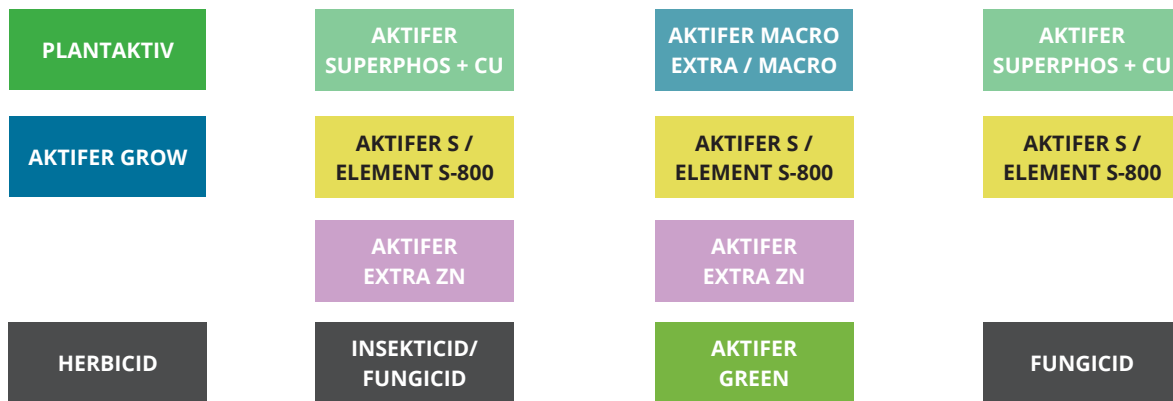 PLANTAKTIV
AKTIFER
SUPERPHOS + CU
AKTIFER MACRO
EXTRA / MACRO
AKTIFER
SUPERPHOS + CU
AKTIFER GROW
AKTIFER S /
ELEMENT S-800
AKTIFER S /
ELEMENT S-800
AKTIFER S /
ELEMENT S-800
AKTIFER
EXTRA ZN
AKTIFER
EXTRA ZN
HERBICID
INSEKTICID/
FUNGICID
AKTIFER
GREEN
FUNGICID